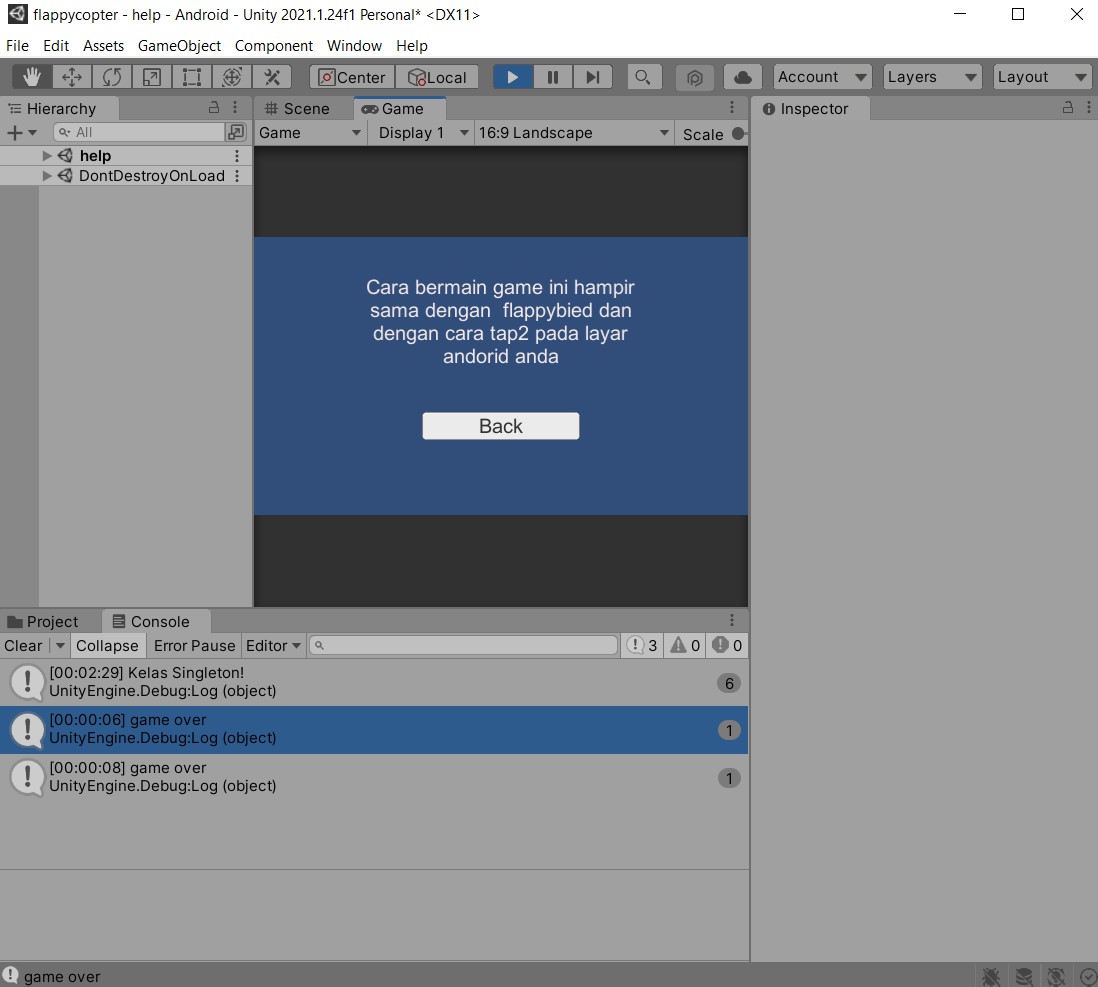 flappycopter - help - Android - Unity 2021.1.24f1 Personal* <DX11>
File Edit Assets GameObject Component Window Help
Center Local Account Layers Layout
Hierarchy
All
help
DontDestroyOnLoad
Scene Game
Game Display 1 16:9 Landscape Scale
Cara bermain game ini hampir
sama dengan  flappybied dan
dengan cara tap2 pada layar
andorid anda
Back
Inspector
Project Console
Clear Collapse Error Pause Editor 3 0 0
[00:02:29] Kelas Singleton!
UnityEngine.Debug:Log (object)
6
[00:00:06] game over
UnityEngine.Debug:Log (object)
1
[00:00:08] game over
UnityEngine.Debug:Log (object)
1
game over